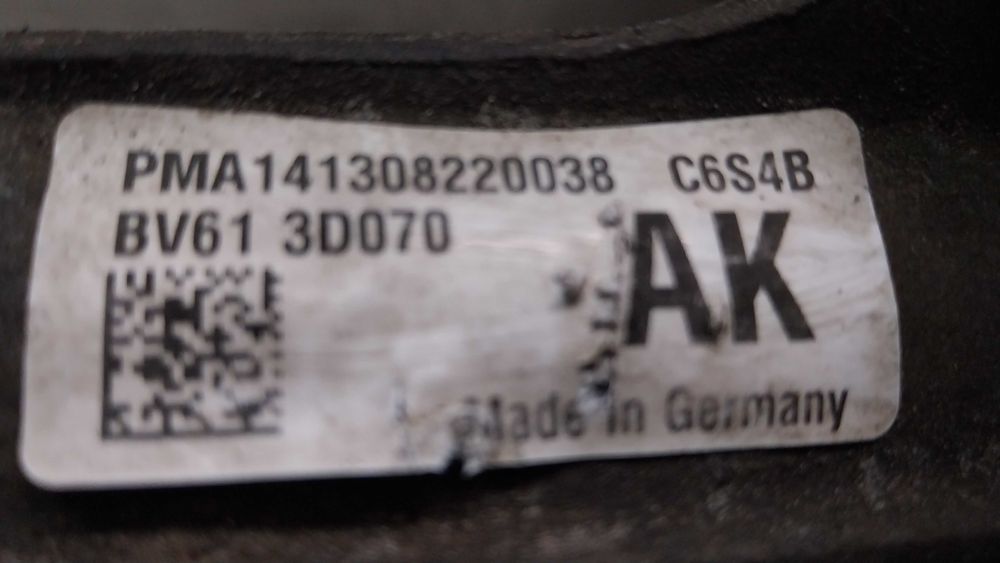 PMA141308220038 C6S4B
BV61 3D070
AK
Made in Germany